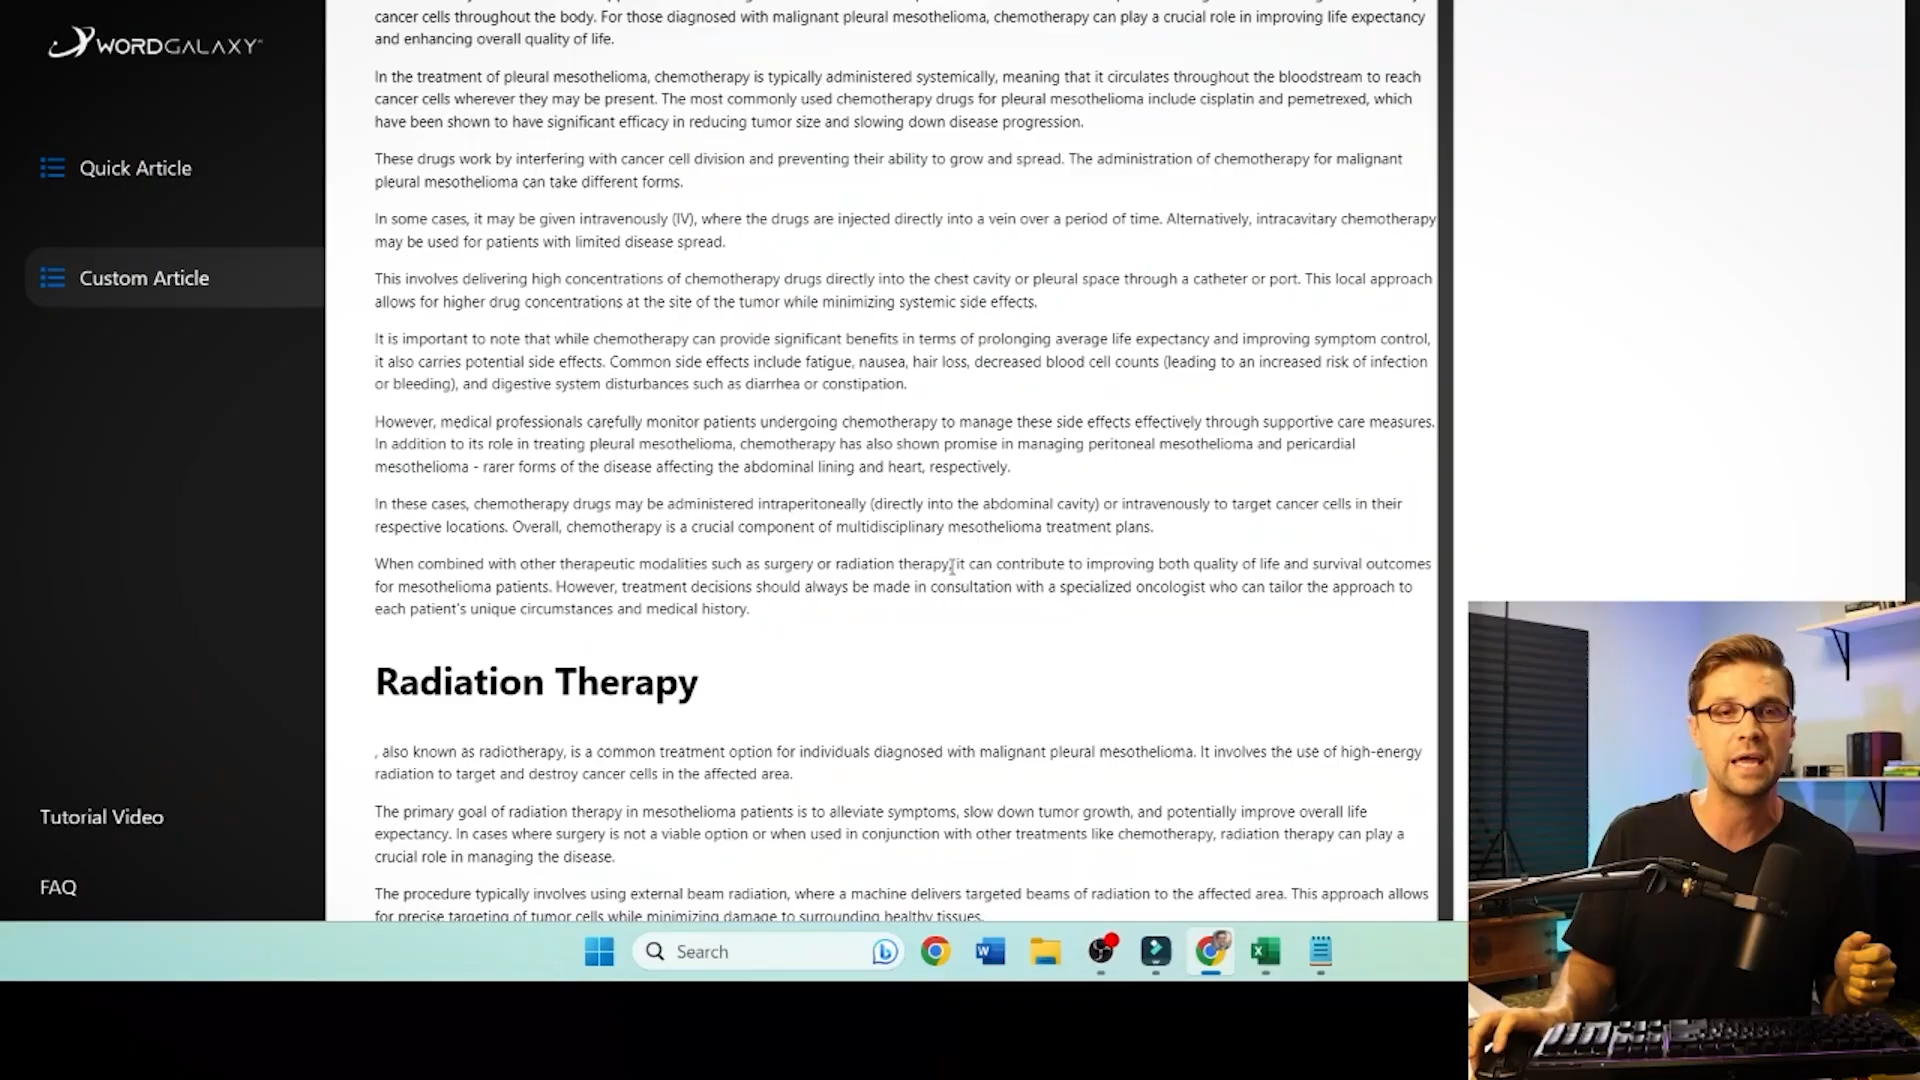 WORDGALAXY
Quick Article
Custom Article
Tutorial Video
FAQ
cancer cells throughout the body. For those diagnosed with malignant pleural mesothelioma, chemotherapy can play a crucial role in improving life expectancy
and enhancing overall quality of life.
In the treatment of pleural mesothelioma, chemotherapy is typically administered systemically, meaning that it circulates throughout the bloodstream to reach
cancer cells wherever they may be present. The most commonly used chemotherapy drugs for pleural mesothelioma include cisplatin and pemetrexed, which
have been shown to have significant efficacy in reducing tumor size and slowing down disease progression.
These drugs work by interfering with cancer cell division and preventing their ability to grow and spread. The administration of chemotherapy for malignant
pleural mesothelioma can take different forms.
In some cases, it may be given intravenously (IV), where the drugs are injected directly into a vein over a period of time. Alternatively, intracavitary chemotherapy
may be used for patients with limited disease spread.
This involves delivering high concentrations of chemotherapy drugs directly into the chest cavity or pleural space through a catheter or port. This local approach
allows for higher drug concentrations at the site of the tumor while minimizing systemic side effects.
It is important to note that while chemotherapy can provide significant benefits in terms of prolonging average life expectancy and improving symptom control,
it also carries potential side effects. Common side effects include fatigue, nausea, hair loss, decreased blood cell counts (leading to an increased risk of infection
or bleeding), and digestive system disturbances such as diarrhea or constipation.
However, medical professionals carefully monitor patients undergoing chemotherapy to manage these side effects effectively through supportive care measures.
In addition to its role in treating pleural mesothelioma, chemotherapy has also shown promise in managing peritoneal mesothelioma and pericardial
mesothelioma - rarer forms of the disease affecting the abdominal lining and heart, respectively.
In these cases, chemotherapy drugs may be administered intraperitoneally (directly into the abdominal cavity) or intravenously to target cancer cells in their
respective locations. Overall, chemotherapy is a crucial component of multidisciplinary mesothelioma treatment plans.
When combined with other therapeutic modalities such as surgery or radiation therapy, it can contribute to improving both quality of life and survival outcomes
for mesothelioma patients. However, treatment decisions should always be made in consultation with a specialized oncologist who can tailor the approach to
each patient's unique circumstances and medical history.
Radiation Therapy
, also known as radiotherapy, is a common treatment option for individuals diagnosed with malignant pleural mesothelioma. It involves the use of high-energy
radiation to target and destroy cancer cells in the affected area.
The primary goal of radiation therapy in mesothelioma patients is to alleviate symptoms, slow down tumor growth, and potentially improve overall life
expectancy. In cases where surgery is not a viable option or when used in conjunction with other treatments like chemotherapy, radiation therapy can play a
crucial role in managing the disease.
The procedure typically involves using external beam radiation, where a machine delivers targeted beams of radiation to the affected area. This approach allows
for precise targeting of tumor cells while minimizing damage to surrounding healthy tissues.
Search